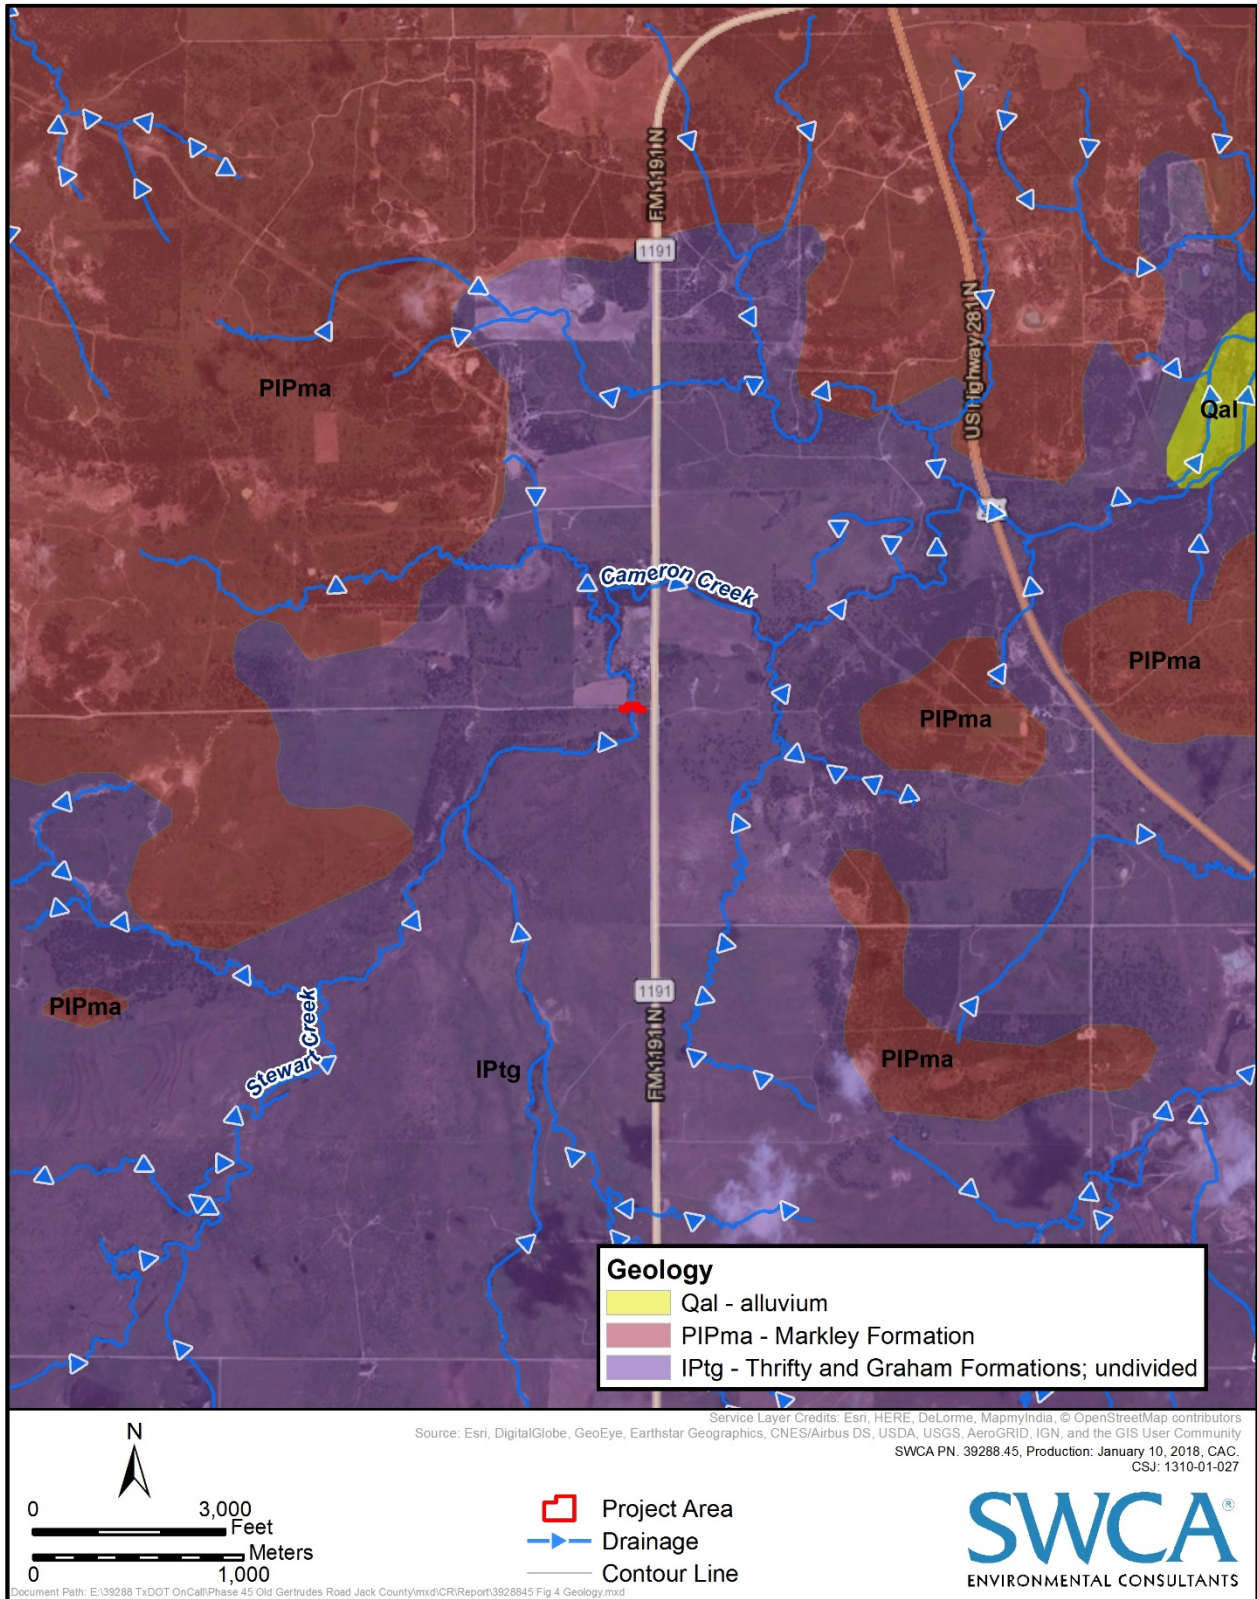 FM 1191 N
1191
US Highway 281 N
PIPma
Qal
Cameron Creek
PIPma
PIPma
PIPma
Stewart Creek
1191
FM 1191 N
IPtg
PIPma
Geology
Qal - alluvium
PIPma - Markley Formation
IPtg - Thrifty and Graham Formations; undivided
Service Layer Credits: Esri, HERE, DeLorme, MapmyIndia, © OpenStreetMap contributors
Source: Esri, DigitalGlobe, GeoEye, Earthstar Geographics, CNES/Airbus DS, USDA, USGS, AeroGRID, IGN, and the GIS User Community
SWCA PN. 39288.45, Production: January 10, 2018, CAC.
CSJ: 1310-01-027
N
0 3,000
Feet
Meters
0 1,000
Project Area
Drainage
Contour Line
SWCA®
ENVIRONMENTAL CONSULTANTS
Document Path: E:\39288 TxDOT OnCall\Phase 45 Old Gertrudes Road Jack County\mxd\CR\Report\3928845 Fig 4 Geology.mxd